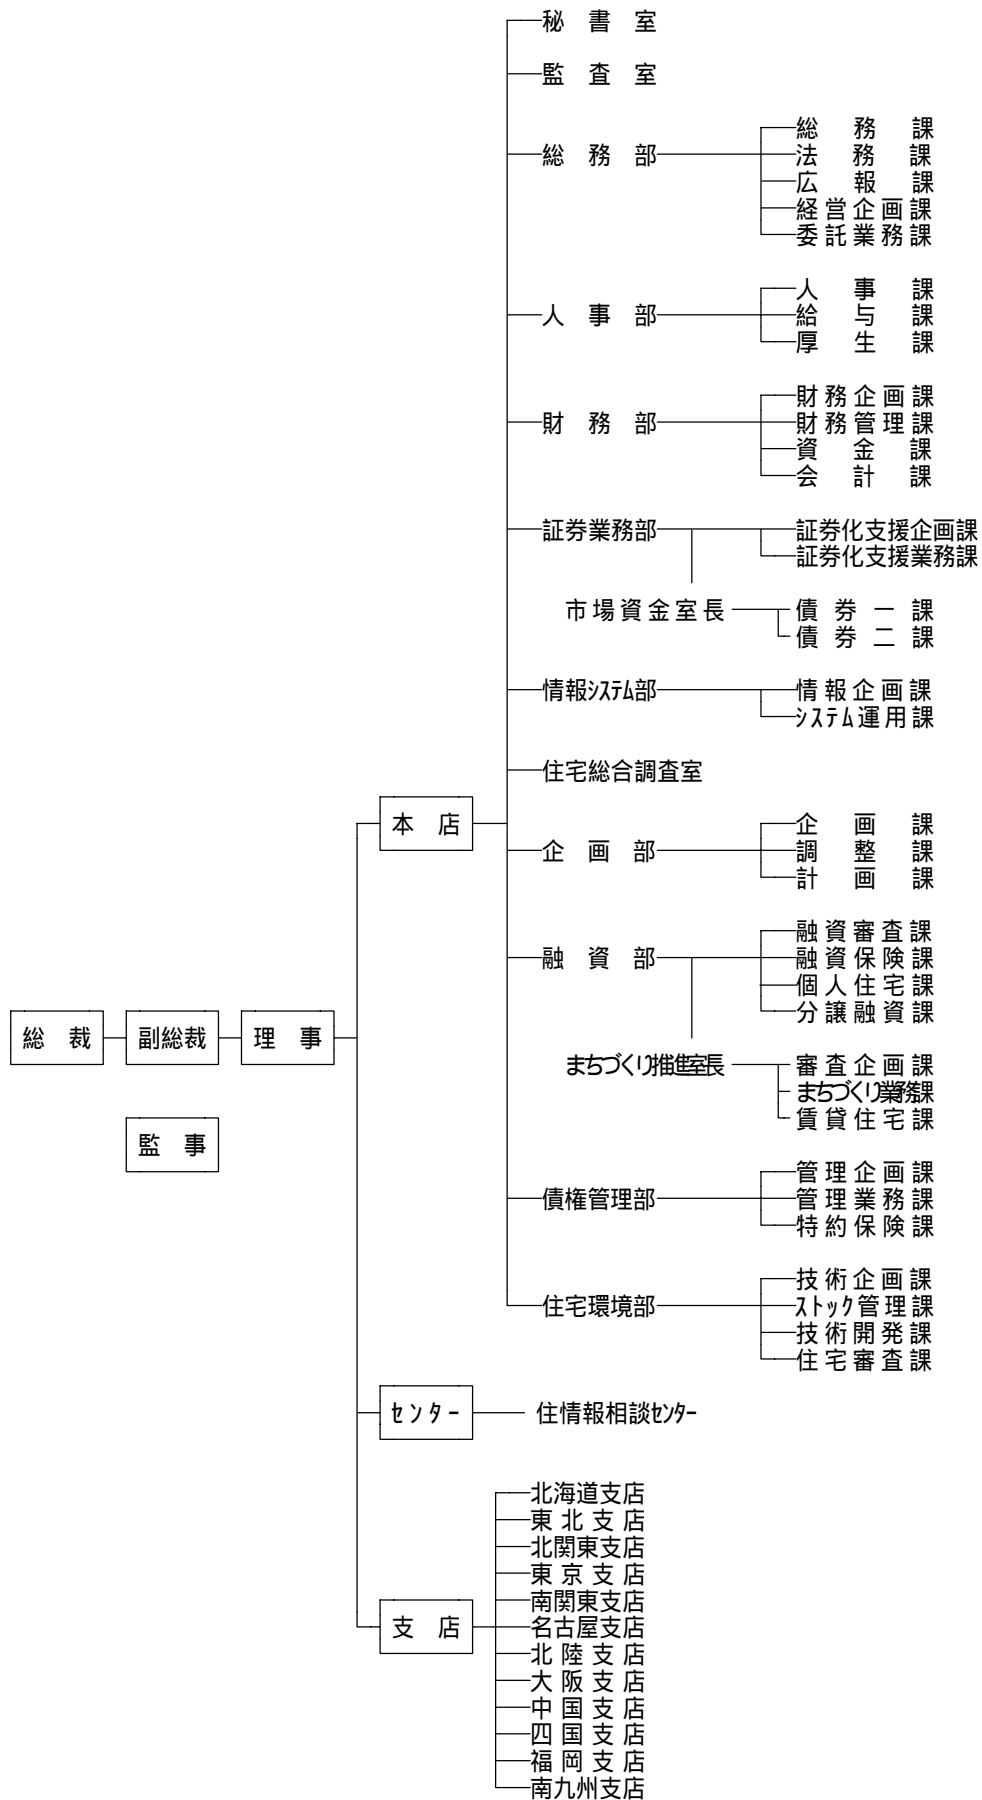 秘書室
監査室
総務部
総務課
法務課
広報課
経営企画課
委託業務課
人事部
人事課
給与課
厚生課
財務部
財務企画課
財務管理課
資金課
会計課
証券業務部
証券化支援企画課
証券化支援業務課
市場資金室長
債券一課
債券二課
情報ｼｽﾃﾑ部
情報企画課
ｼｽﾃﾑ運用課
住宅総合調査室
本店
企画部
企画課
調整課
計画課
融資部
融資審査課
融資保険課
個人住宅課
分譲融資課
総裁
副総裁
理事
まちづくり推進室長
審査企画課
まちづくり業務課
賃貸住宅課
監事
債権管理部
管理企画課
管理業務課
特約保険課
住宅環境部
技術企画課
ｽﾄｯｸ管理課
技術開発課
住宅審査課
ｾﾝﾀｰ
住情報相談ｾﾝﾀｰ
支店
北海道支店
東北支店
北関東支店
東京支店
南関東支店
名古屋支店
北陸支店
大阪支店
中国支店
四国支店
福岡支店
南九州支店